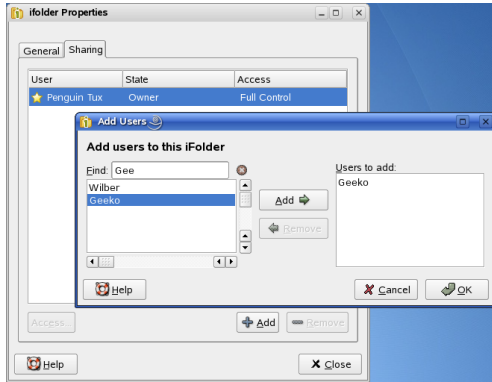 ifolder Properties
General Sharing
User State Access
Penguin Tux Owner Full Control
Add Users
Add users to this iFolder
Find: Gee
Users to add:
Wilber
Geeko
Geeko
Add
Remove
Help Cancel OK
Access... Add Remove
Help Close